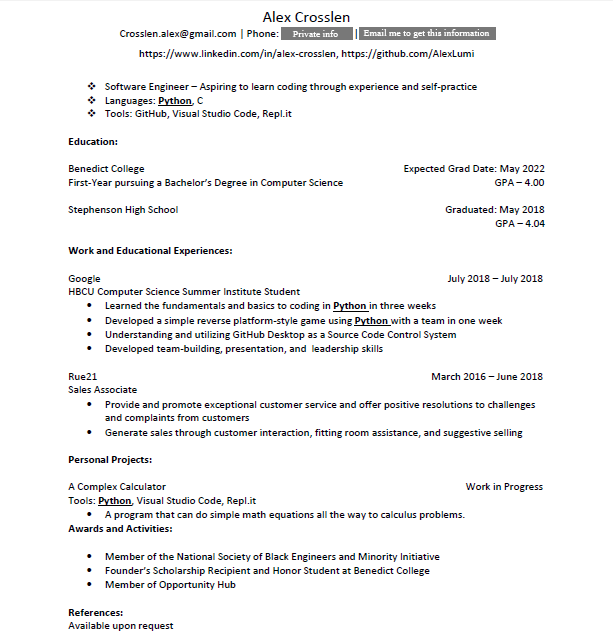 Alex Crosslen
Crosslen.alex@gmail.com | Phone: Private info | Email me to get this information
https://www.linkedin.com/in/alex-crosslen, https://github.com/AlexLumi
❖ Software Engineer – Aspiring to learn coding through experience and self-practice
❖ Languages: Python, C
❖ Tools: GitHub, Visual Studio Code, Repl.it
Education:
Benedict College Expected Grad Date: May 2022
First-Year pursuing a Bachelor's Degree in Computer Science GPA – 4.00
Stephenson High School Graduated: May 2018
GPA – 4.04
Work and Educational Experiences:
Google July 2018 – July 2018
HBCU Computer Science Summer Institute Student
• Learned the fundamentals and basics to coding in Python in three weeks
• Developed a simple reverse platform-style game using Python with a team in one week
• Understanding and utilizing GitHub Desktop as a Source Code Control System
• Developed team-building, presentation, and leadership skills
Rue21 March 2016 – June 2018
Sales Associate
• Provide and promote exceptional customer service and offer positive resolutions to challenges
and complaints from customers
• Generate sales through customer interaction, fitting room assistance, and suggestive selling
Personal Projects:
A Complex Calculator Work in Progress
Tools: Python, Visual Studio Code, Repl.it
• A program that can do simple math equations all the way to calculus problems.
Awards and Activities:
• Member of the National Society of Black Engineers and Minority Initiative
• Founder's Scholarship Recipient and Honor Student at Benedict College
• Member of Opportunity Hub
References:
Available upon request